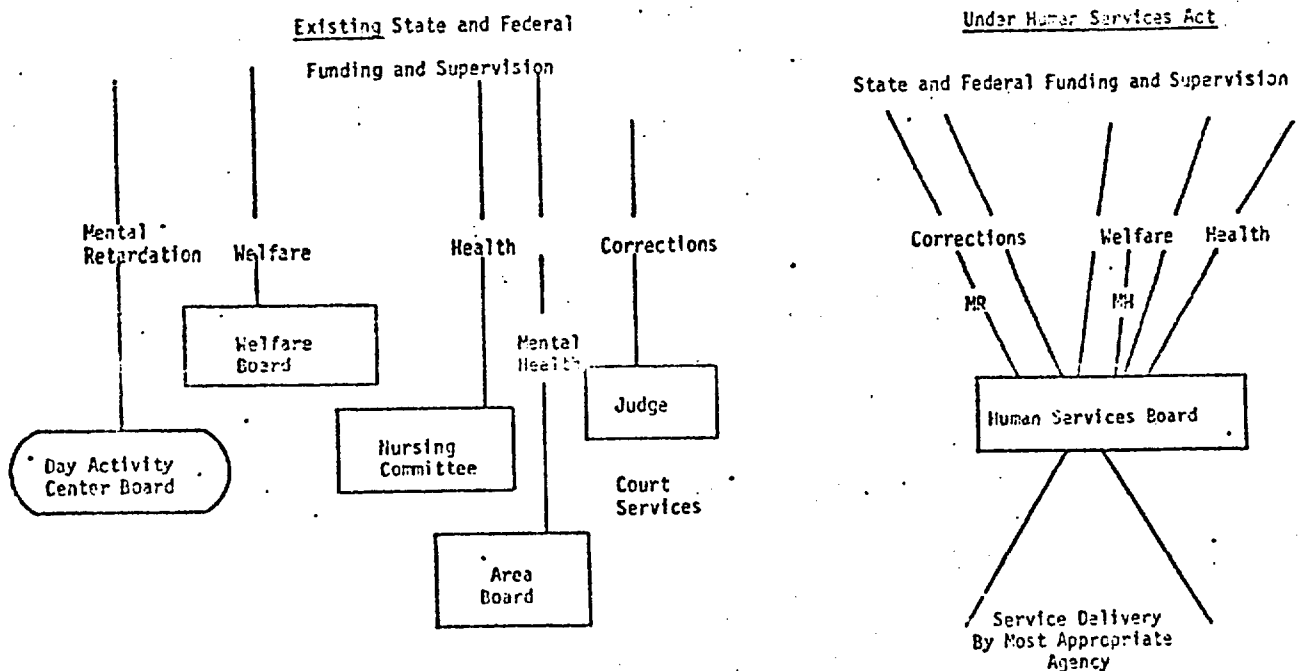 Existing State and Federal
Funding and Supervision
Mental
Retardation
Welfare
Health
Corrections
Welfare
Board
Mental
Health
Judge
Nursing
Committee
Day Activity
Center Board
Court
Services
Area
Board
Under Human Services Act
State and Federal Funding and Supervision
Corrections
Welfare
Health
MR
MH
Human Services Board
Service Delivery
By Most Appropriate
Agency